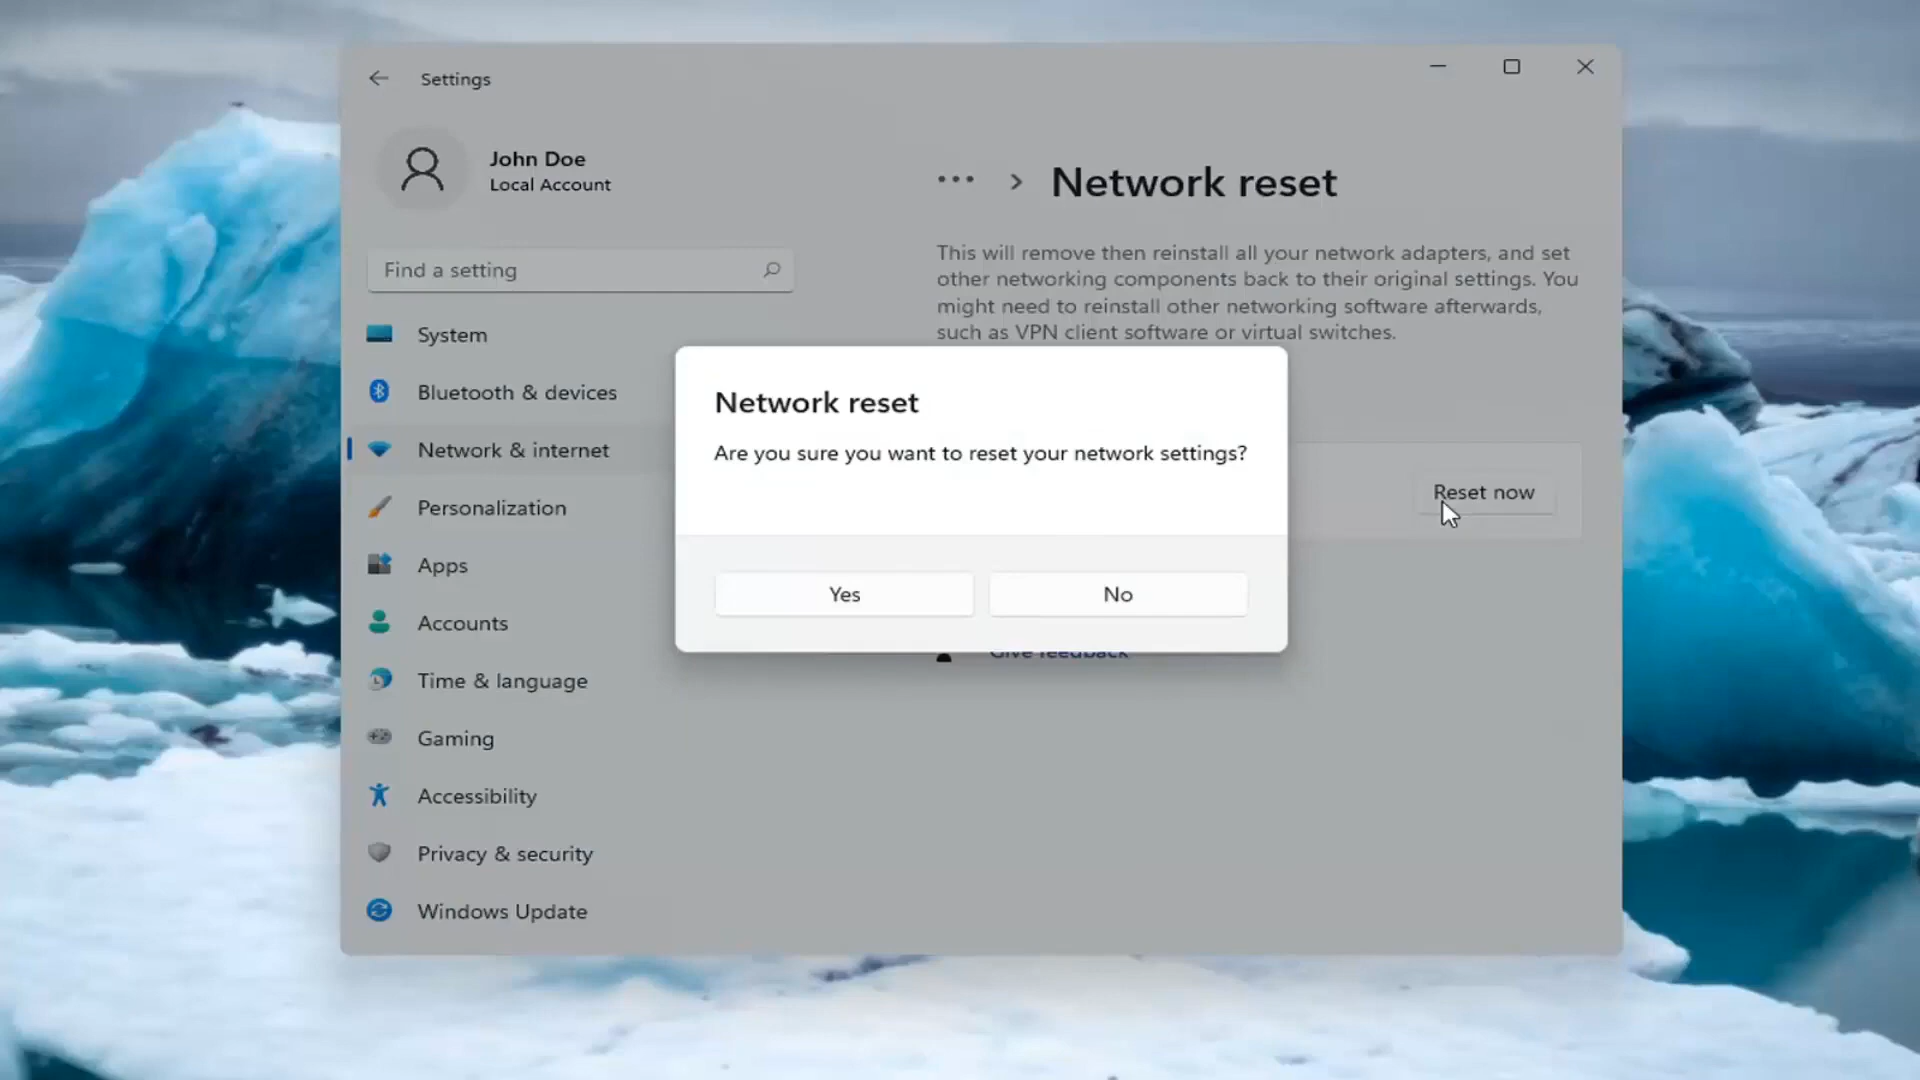 Settings
John Doe
Local Account
Find a setting
System
Bluetooth & devices
Network & internet
Personalization
Apps
Accounts
Time & language
Gaming
Accessibility
Privacy & security
Windows Update
Network reset
This will remove then reinstall all your network adapters, and set
other networking components back to their original settings. You
might need to reinstall other networking software afterwards,
such as VPN client software or virtual switches.
Reset now
Give feedback
Network reset
Are you sure you want to reset your network settings?
Yes
No